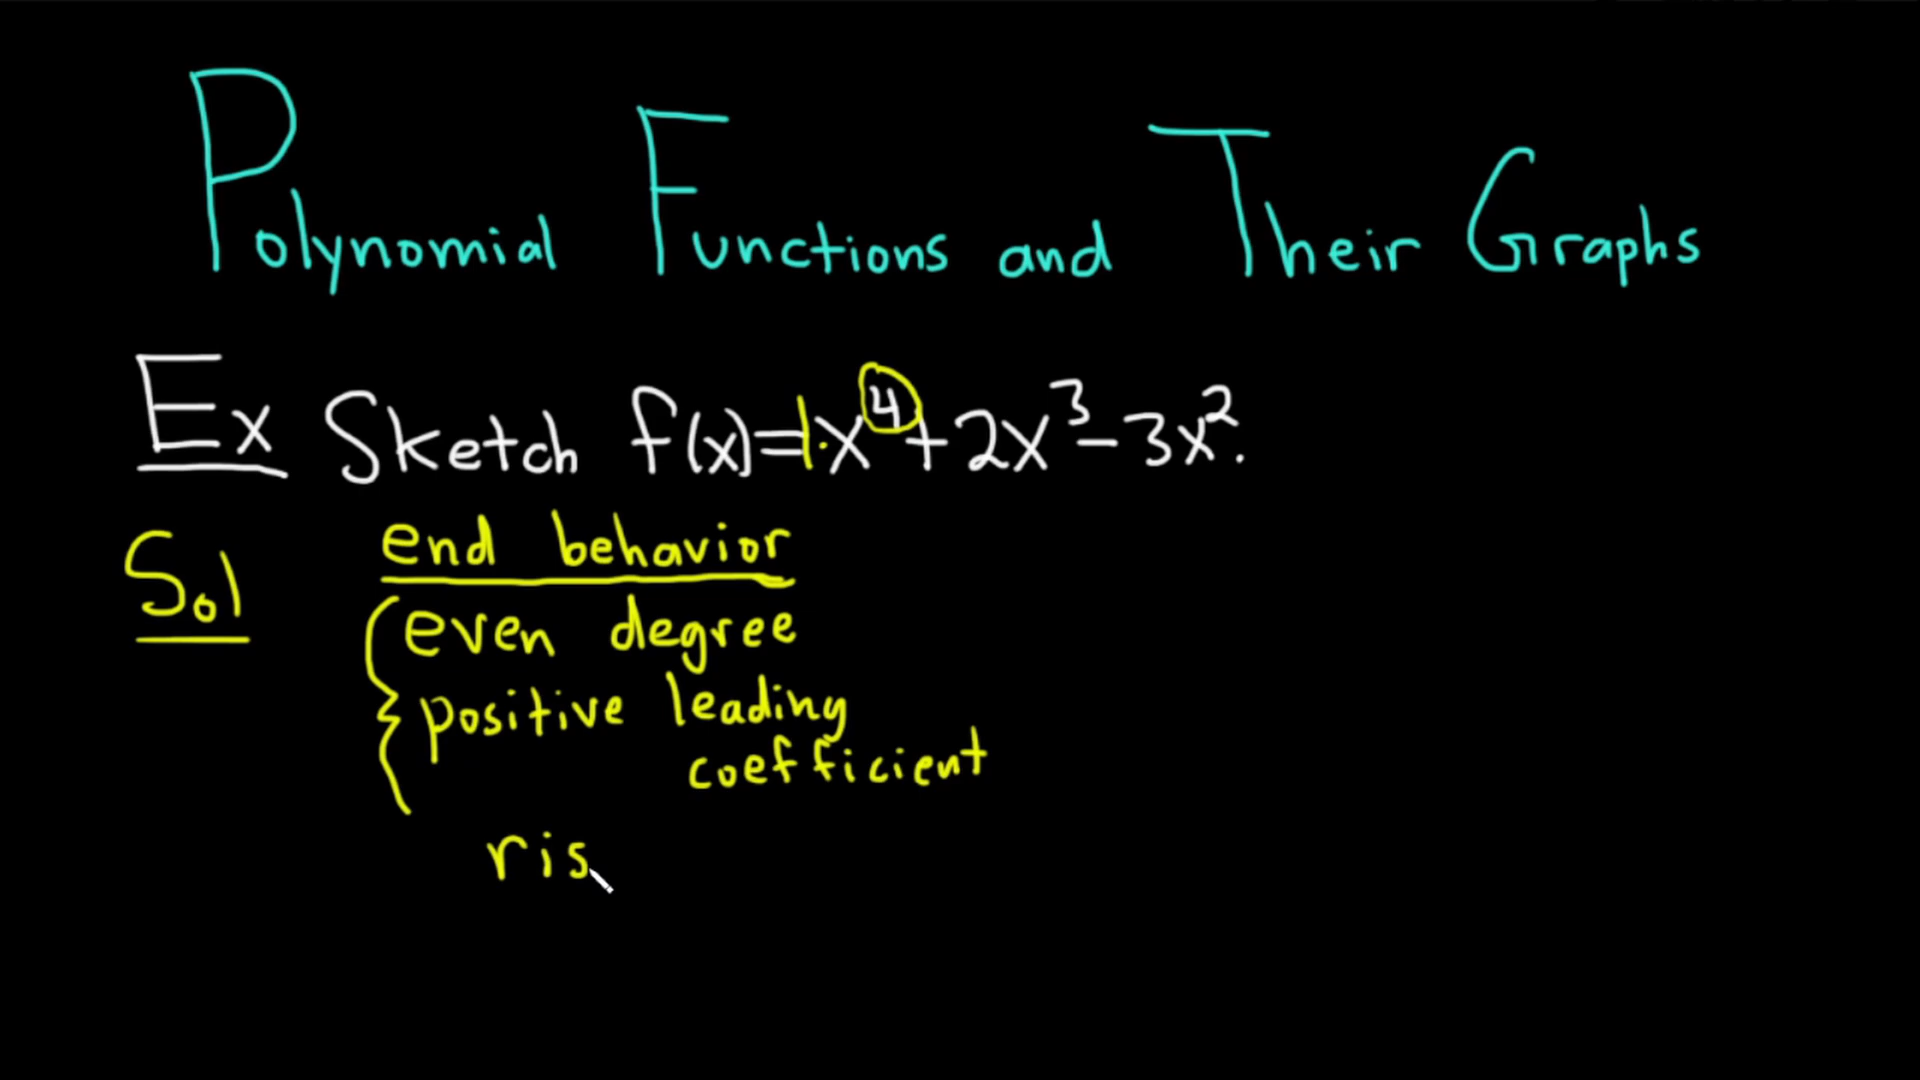 Polynomial Functions and Their Graphs
Ex Sketch f(x)=1·x⁴+2x³-3x².
Sol end behavior
even degree
positive leading
coefficient
ris